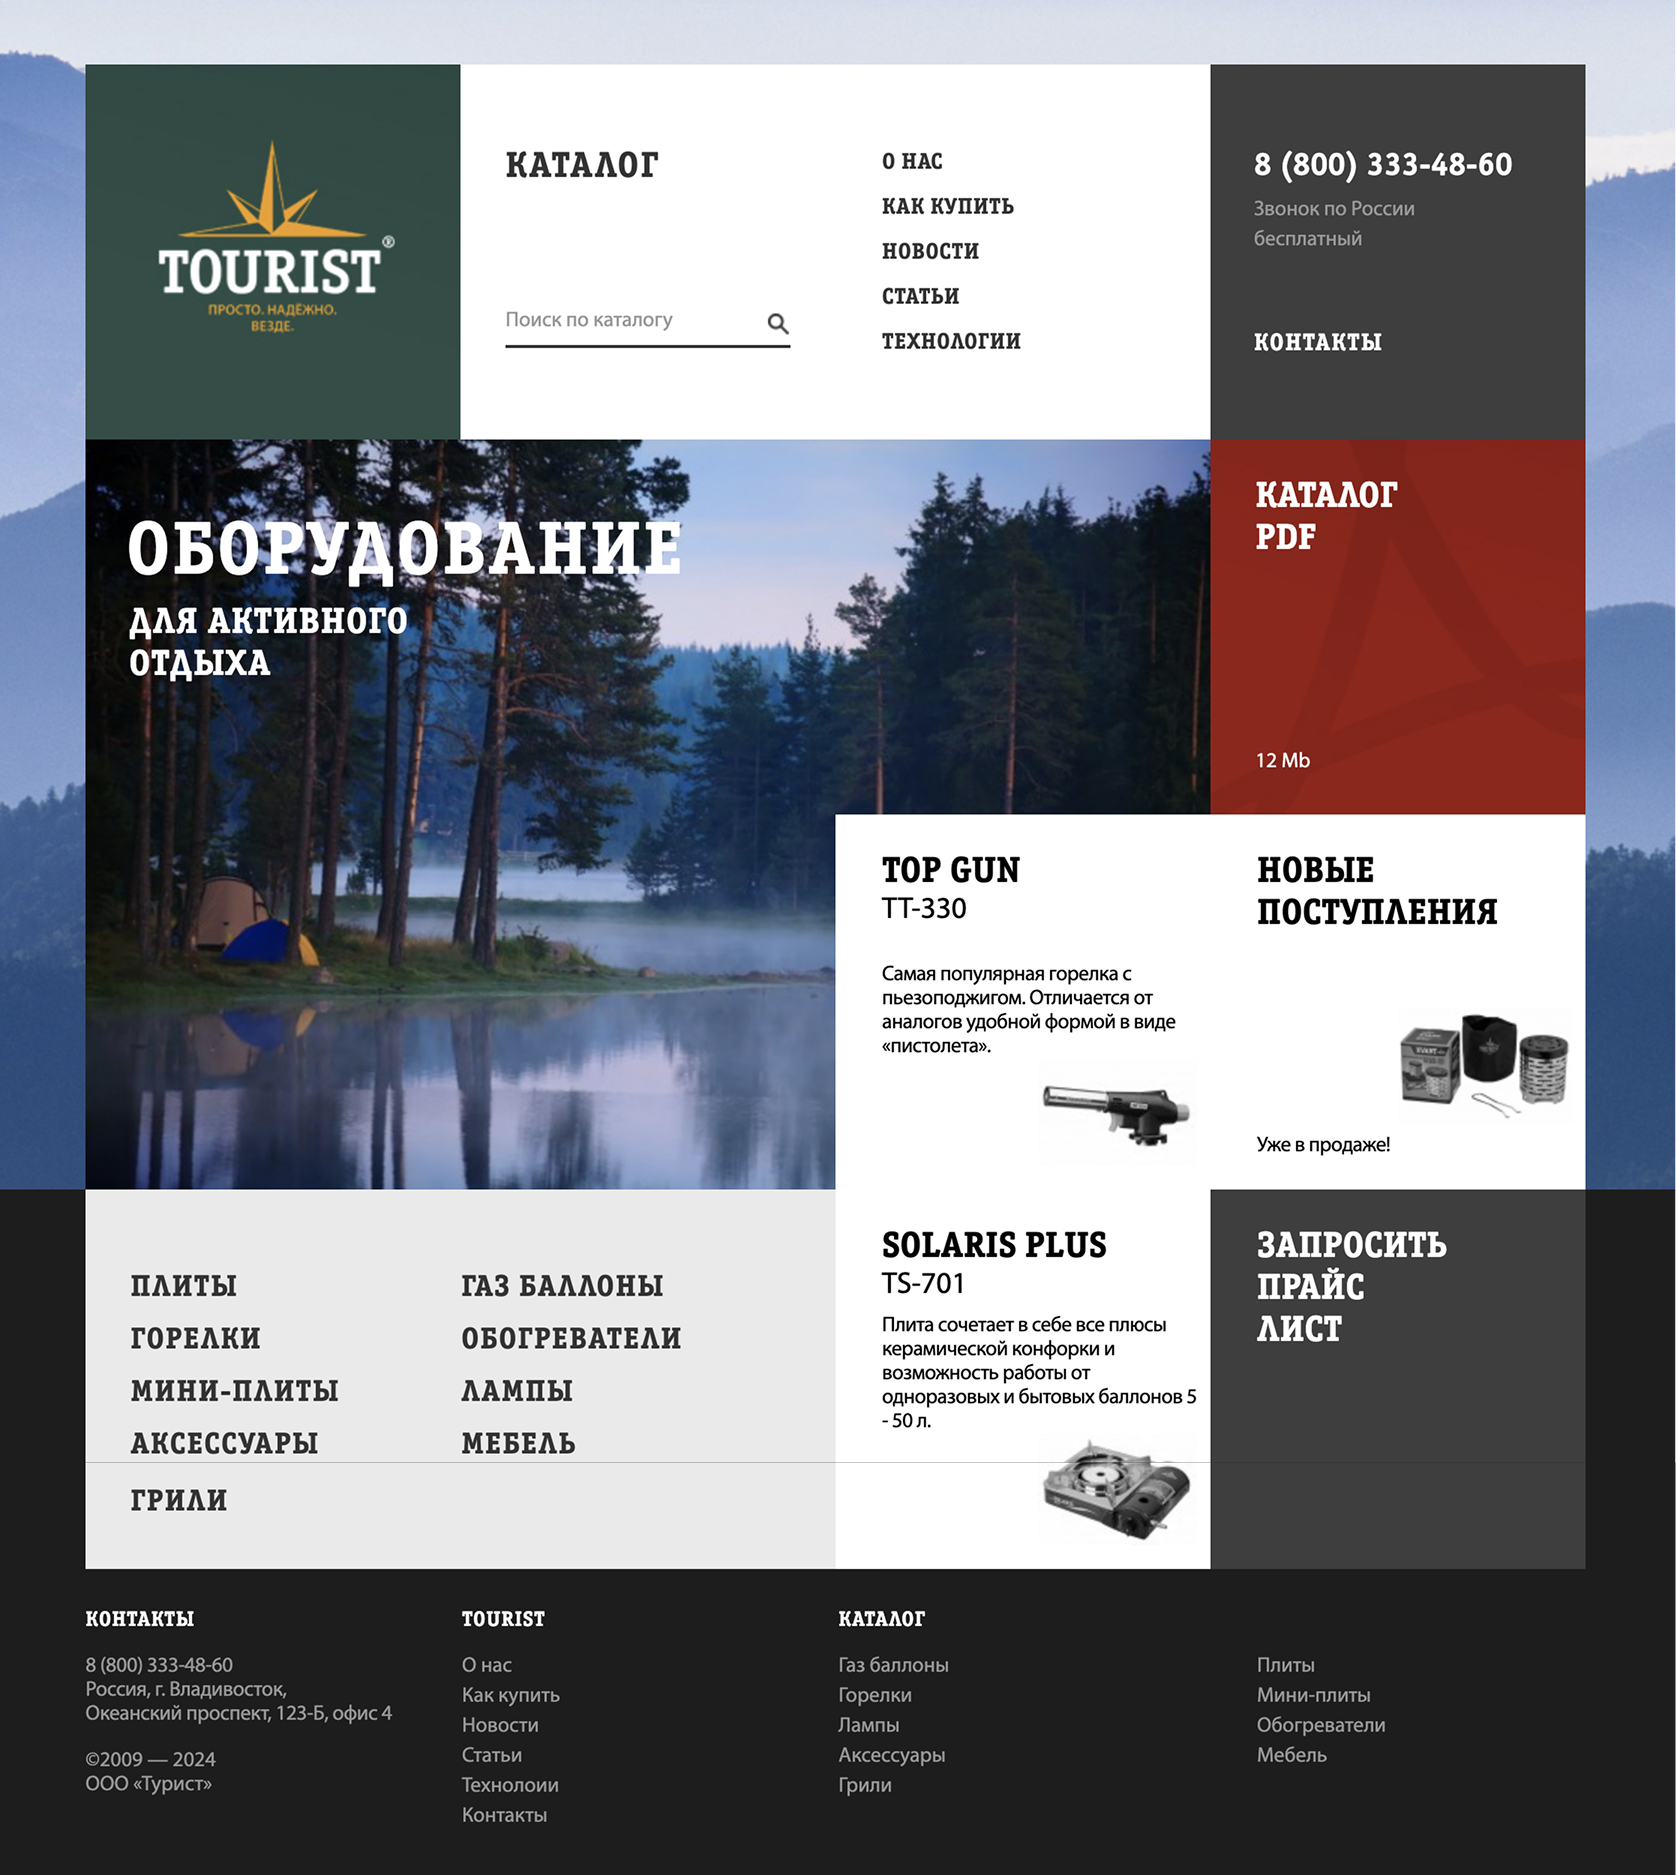 TOURIST®
ПРОСТО. НАДЁЖНО.
ВЕЗДЕ.
КАТАЛОГ
Поиск по каталогу
О НАС
КАК КУПИТЬ
НОВОСТИ
СТАТЬИ
ТЕХНОЛОГИИ
8 (800) 333-48-60
Звонок по России
бесплатный
КОНТАКТЫ
ОБОРУДОВАНИЕ
ДЛЯ АКТИВНОГО
ОТДЫХА
КАТАЛОГ
PDF
12 Mb
TOP GUN
TT-330
Самая популярная горелка с
пьезоподжигом. Отличается от
аналогов удобной формой в виде
«пистолета».
НОВЫЕ
ПОСТУПЛЕНИЯ
Уже в продаже!
ПЛИТЫ
ГОРЕЛКИ
МИНИ-ПЛИТЫ
АКСЕССУАРЫ
ГРИЛИ
ГАЗ БАЛЛОНЫ
ОБОГРЕВАТЕЛИ
ЛАМПЫ
МЕБЕЛЬ
SOLARIS PLUS
TS-701
Плита сочетает в себе все плюсы
керамической конфорки и
возможность работы от
одноразовых и бытовых баллонов 5
- 50 л.
ЗАПРОСИТЬ
ПРАЙС
ЛИСТ
КОНТАКТЫ
8 (800) 333-48-60
Россия, г. Владивосток,
Океанский проспект, 123-Б, офис 4
©2009 — 2024
ООО «Турист»
TOURIST
О нас
Как купить
Новости
Статьи
Технолоии
Контакты
КАТАЛОГ
Газ баллоны
Горелки
Лампы
Аксессуары
Грили
Плиты
Мини-плиты
Обогреватели
Мебель